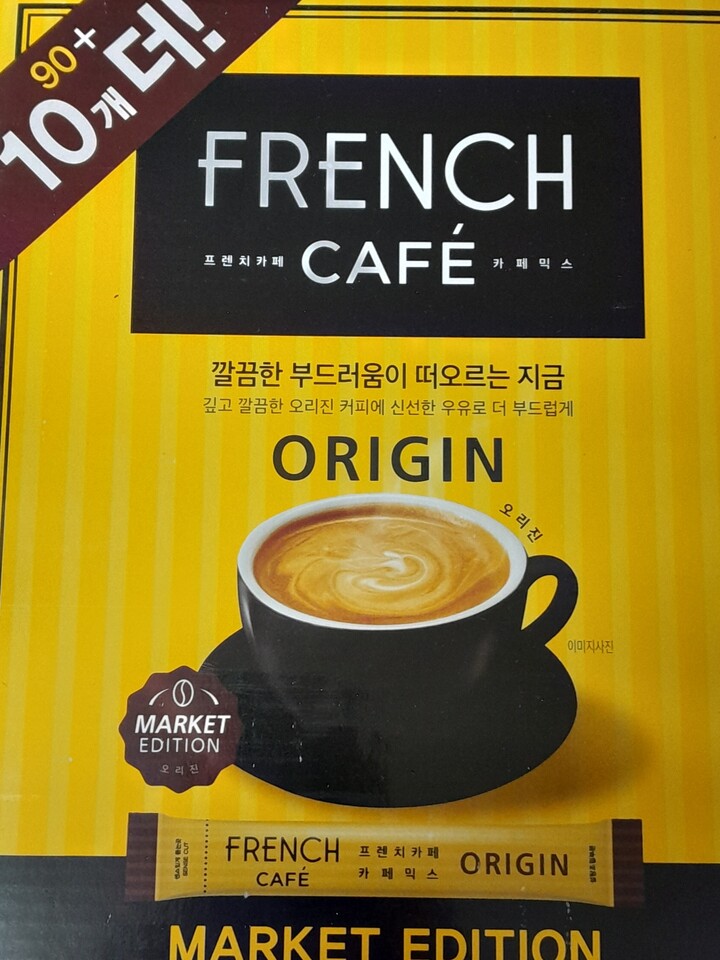 90+
10개 더!
FRENCH
프렌치카페 CAFÉ 카페믹스
깔끔한 부드러움이 떠오르는 지금
깊고 깔끔한 오리진 커피에 신선한 우유로 더 부드럽게
ORIGIN
오리진
이미지사진
MARKET
EDITION
오리진
FRENCH
CAFÉ
프렌치카페
카페믹스
ORIGIN
MARKET EDITION